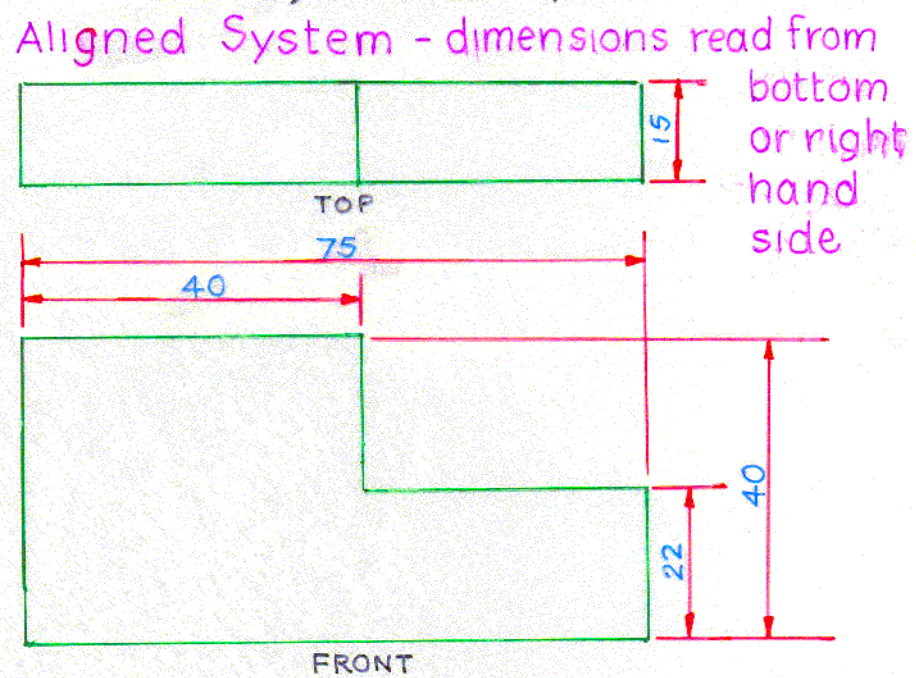 Aligned System - dimensions read from
bottom
or right
hand
side
15
TOP
75
40
40
22
FRONT